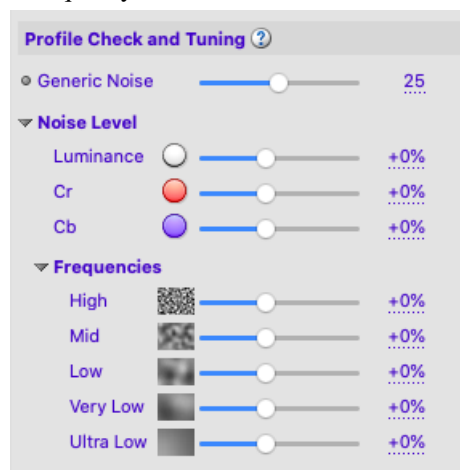 Profile Check and Tuning ?
Generic Noise 25
Noise Level
Luminance +0%
Cr +0%
Cb +0%
Frequencies
High +0%
Mid +0%
Low +0%
Very Low +0%
Ultra Low +0%